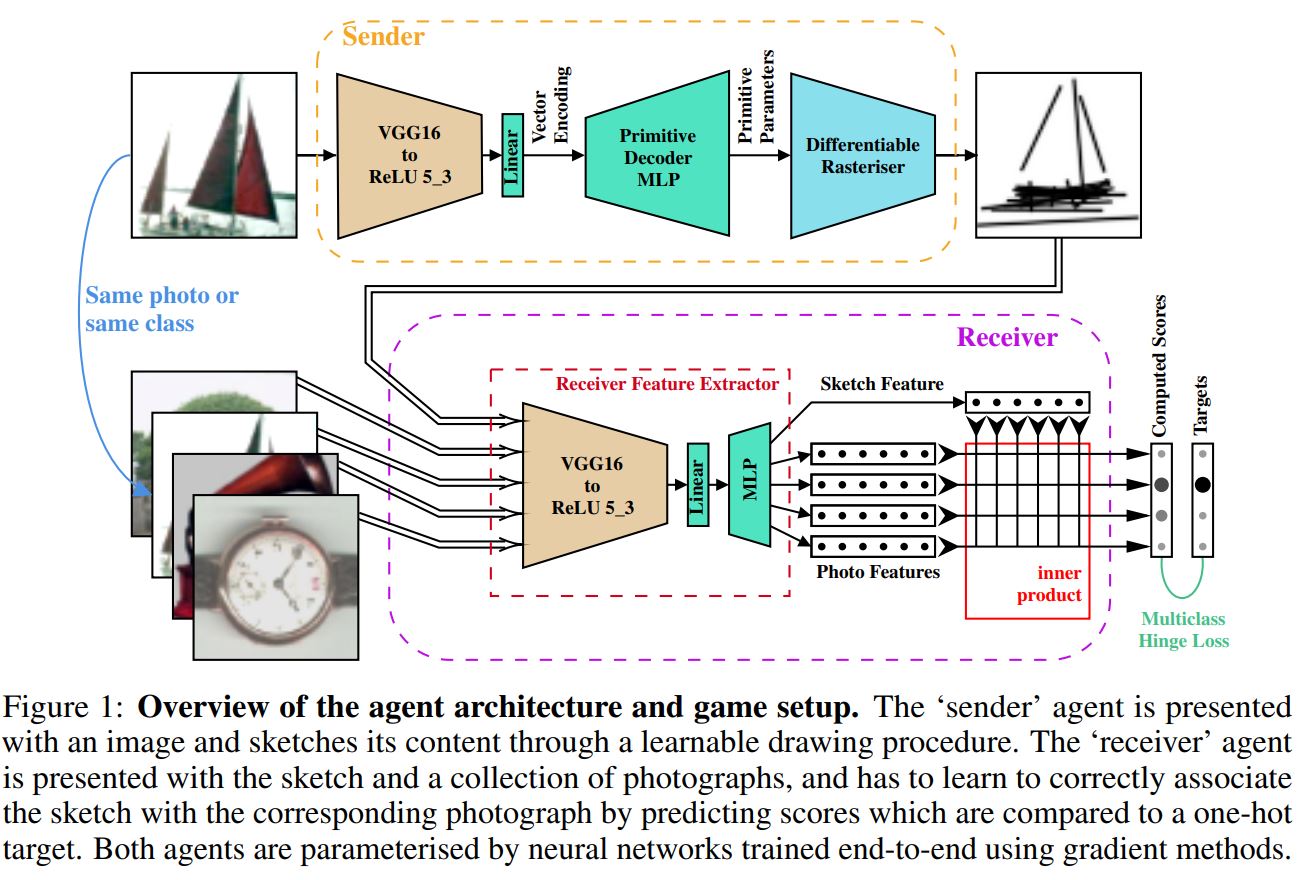 Sender
VGG16
to
ReLU 5_3
Linear
Vector
Encoding
Primitive
Decoder
MLP
Primitive
Parameters
Differentiable
Rasteriser
Same photo or
same class
Receiver
Receiver Feature Extractor
VGG16
to
ReLU 5_3
Linear
MLP
Sketch Feature
Photo Features
inner
product
Computed Scores
Targets
Multiclass
Hinge Loss
Figure 1: Overview of the agent architecture and game setup. The ‘sender’ agent is presented
with an image and sketches its content through a learnable drawing procedure. The ‘receiver’ agent
is presented with the sketch and a collection of photographs, and has to learn to correctly associate
the sketch with the corresponding photograph by predicting scores which are compared to a one-hot
target. Both agents are parameterised by neural networks trained end-to-end using gradient methods.